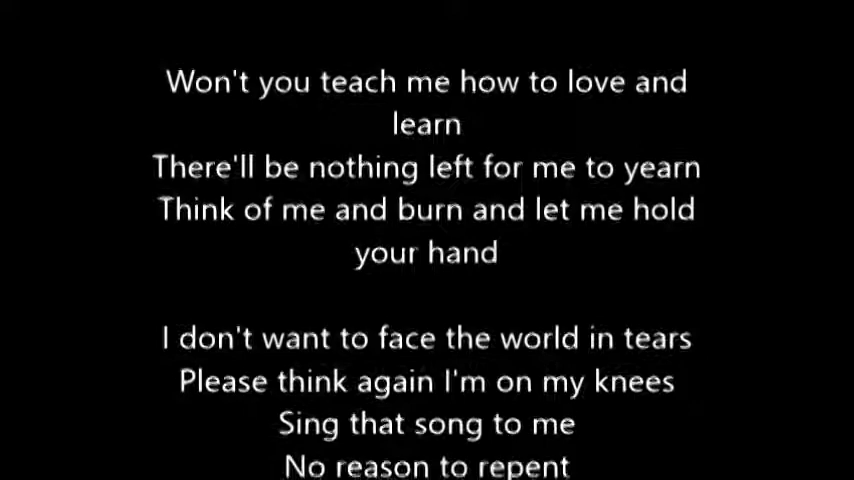 Won't you teach me how to love and
learn
There'll be nothing left for me to yearn
Think of me and burn and let me hold
your hand
I don't want to face the world in tears
Please think again I'm on my knees
Sing that song to me
No reason to repent